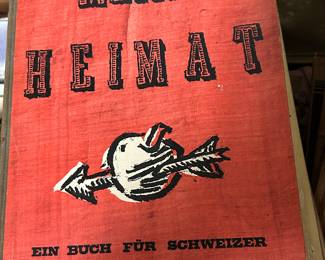 HEIMAT
EIN BUCH FÜR SCHWEIZER